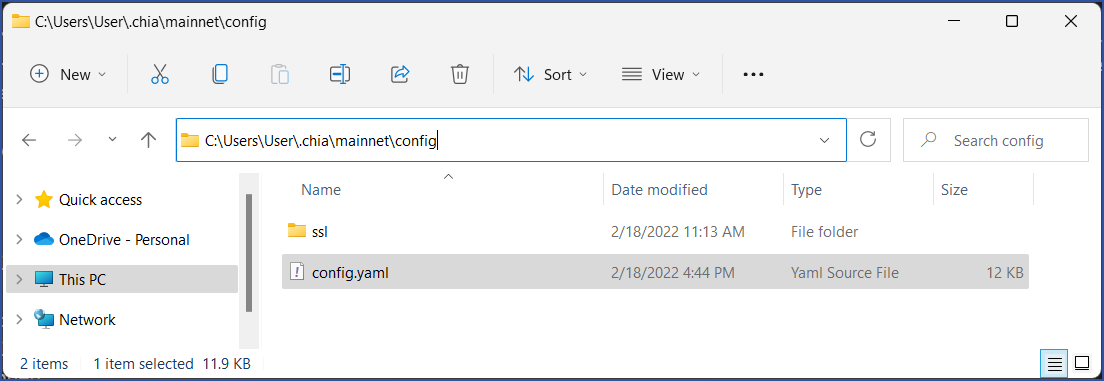 C:\Users\User\.chia\mainnet\config
New Sort View
C:\Users\User\.chia\mainnet\config Search config
Name Date modified Type Size
Quick access
ssl 2/18/2022 11:13 AM File folder
OneDrive - Personal
config.yaml 2/18/2022 4:44 PM Yaml Source File 12 KB
This PC
Network
2 items 1 item selected 11.9 KB